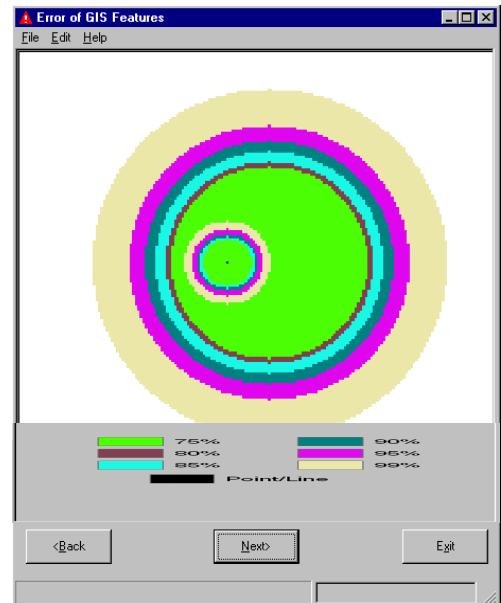 Error of GIS Features
File Edit Help
75% 90%
80% 95%
85% 99%
Point/Line
<Back Next> Exit